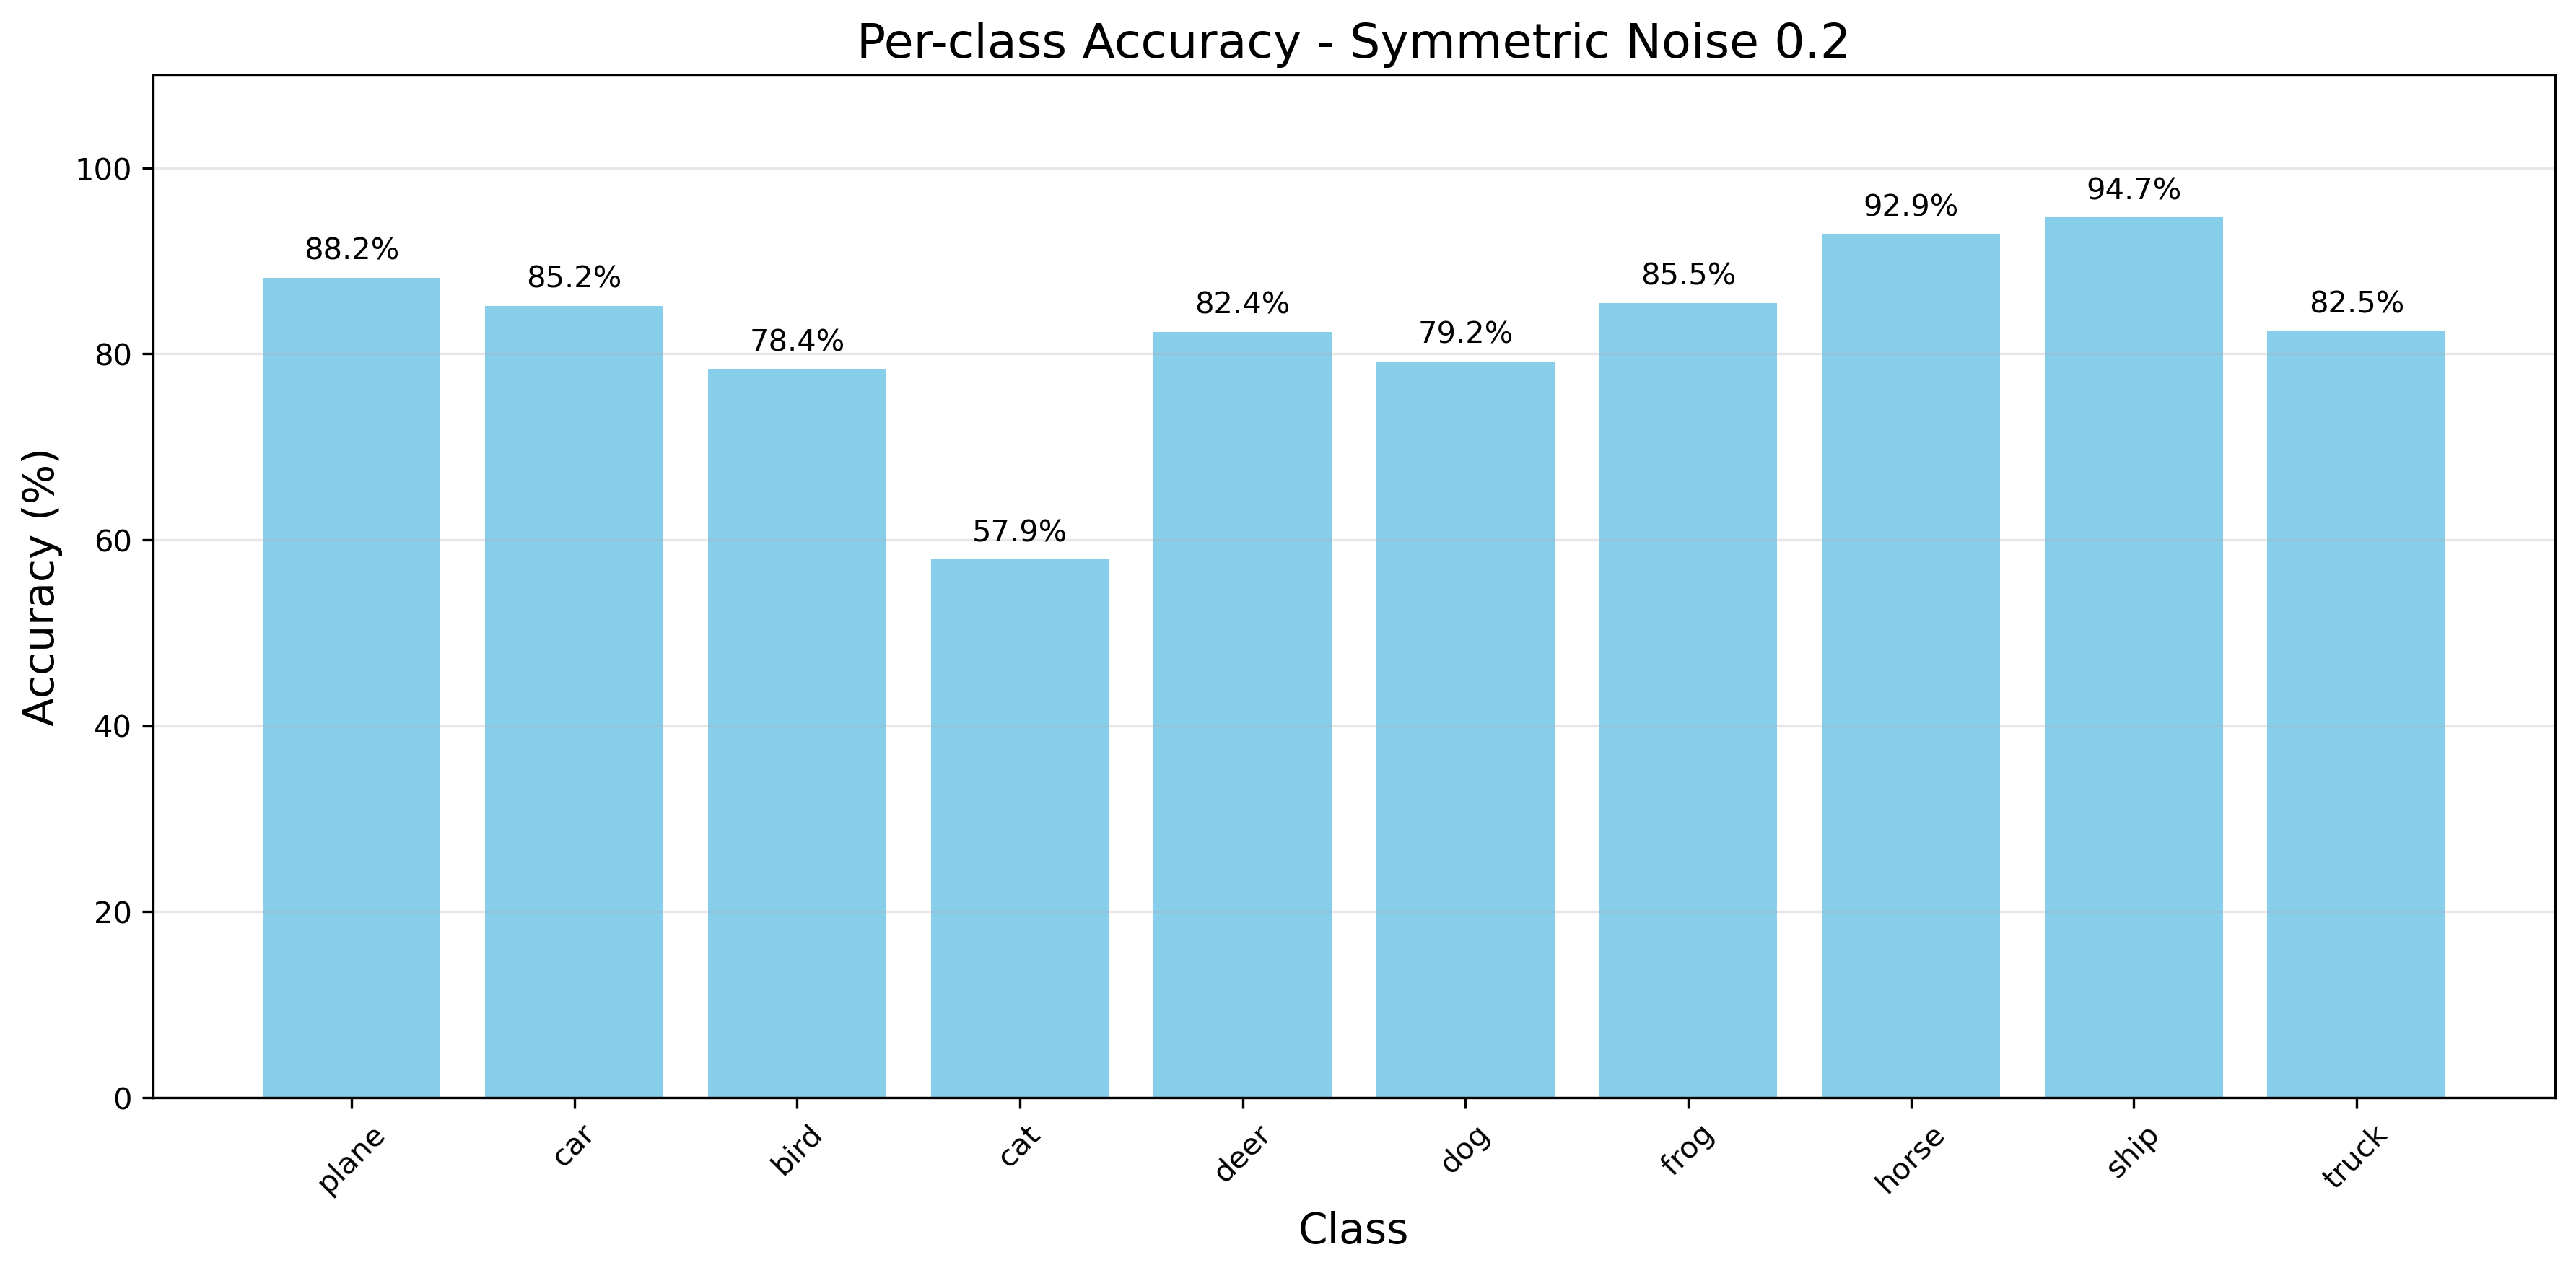 Per-class Accuracy - Symmetric Noise 0.2
Accuracy (%)
100
80
60
40
20
0
88.2%
85.2%
78.4%
57.9%
82.4%
79.2%
85.5%
92.9%
94.7%
82.5%
plane
car
bird
cat
deer
dog
frog
horse
ship
truck
Class